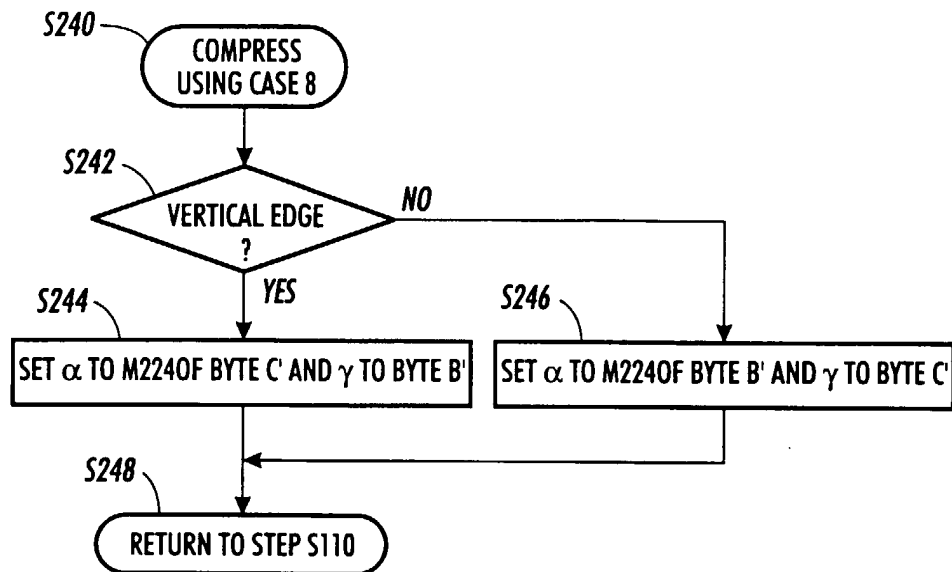 S240
COMPRESS
USING CASE 8
S242
VERTICAL EDGE
?
NO
YES
S244
SET α TO M224OF BYTE C' AND γ TO BYTE B'
S246
SET α TO M224OF BYTE B' AND γ TO BYTE C'
S248
RETURN TO STEP S110